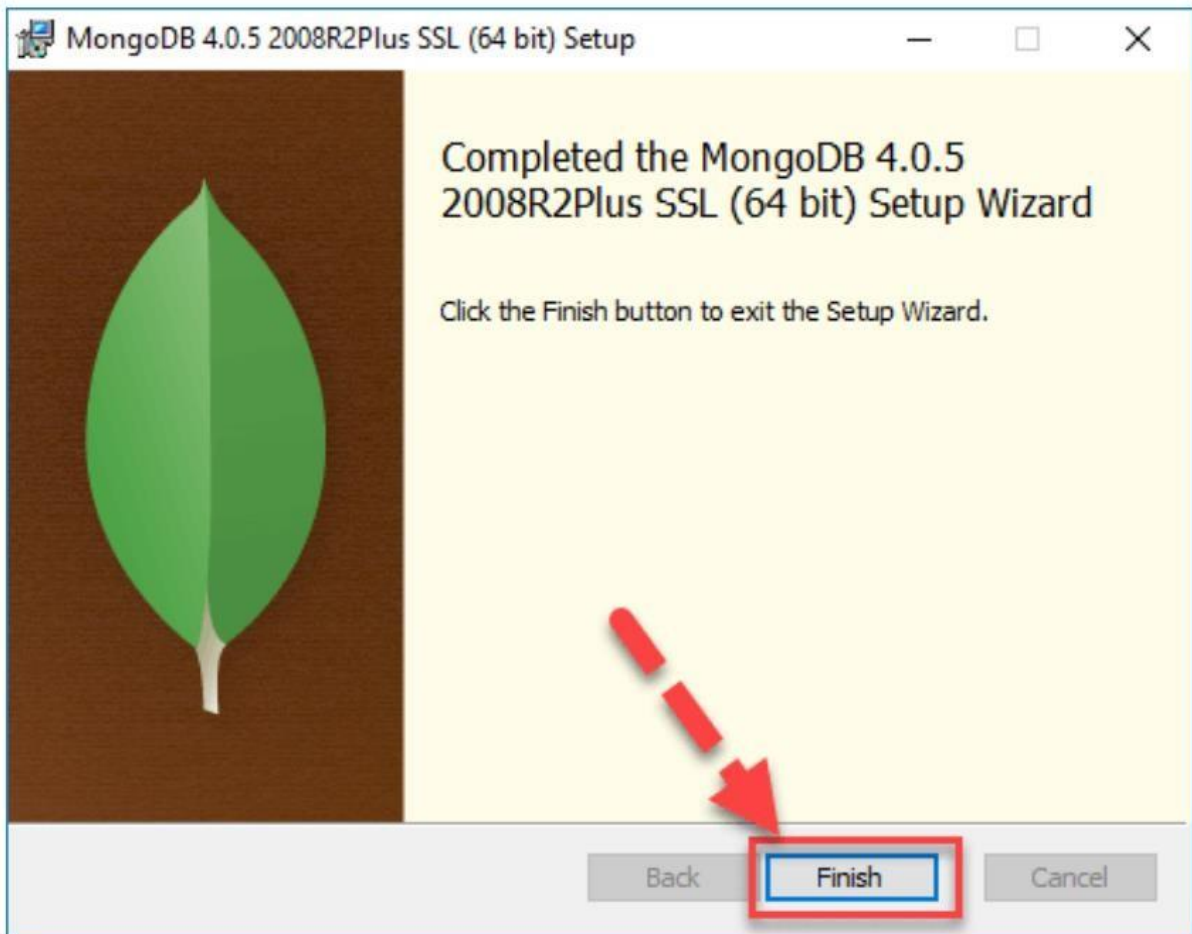 MongoDB 4.0.5 2008R2Plus SSL (64 bit) Setup
Completed the MongoDB 4.0.5
2008R2Plus SSL (64 bit) Setup Wizard
Click the Finish button to exit the Setup Wizard.
Back
Finish
Cancel